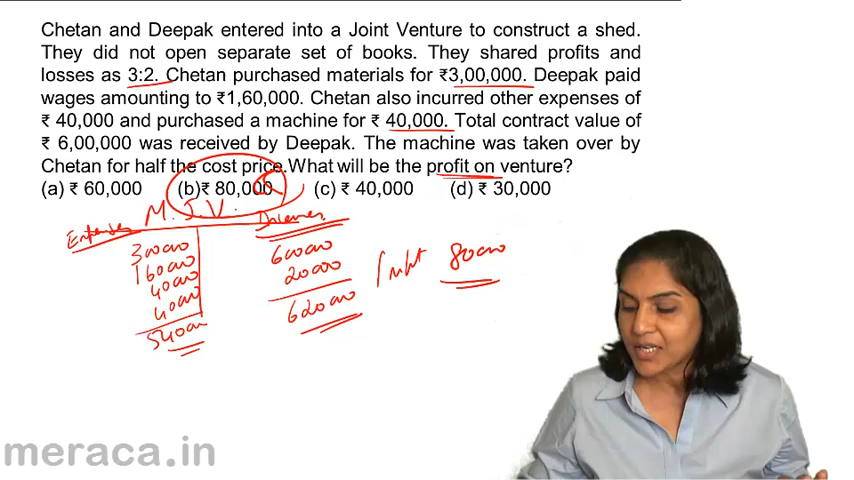 Chetan and Deepak entered into a Joint Venture to construct a shed.
They did not open separate set of books. They shared profits and
losses as 3:2. Chetan purchased materials for ₹3,00,000. Deepak paid
wages amounting to ₹1,60,000. Chetan also incurred other expenses of
₹ 40,000 and purchased a machine for ₹ 40,000. Total contract value of
₹ 6,00,000 was received by Deepak. The machine was taken over by
Chetan for half the cost price.What will be the profit on venture?
(a) ₹ 60,000 (b)₹ 80,000 (c) ₹ 40,000 (d) ₹ 30,000
M. J. V.
Expenses Incomes
300000 600000
160000 20000
40000 620000
40000
540000
Profit 80000
meraca.in